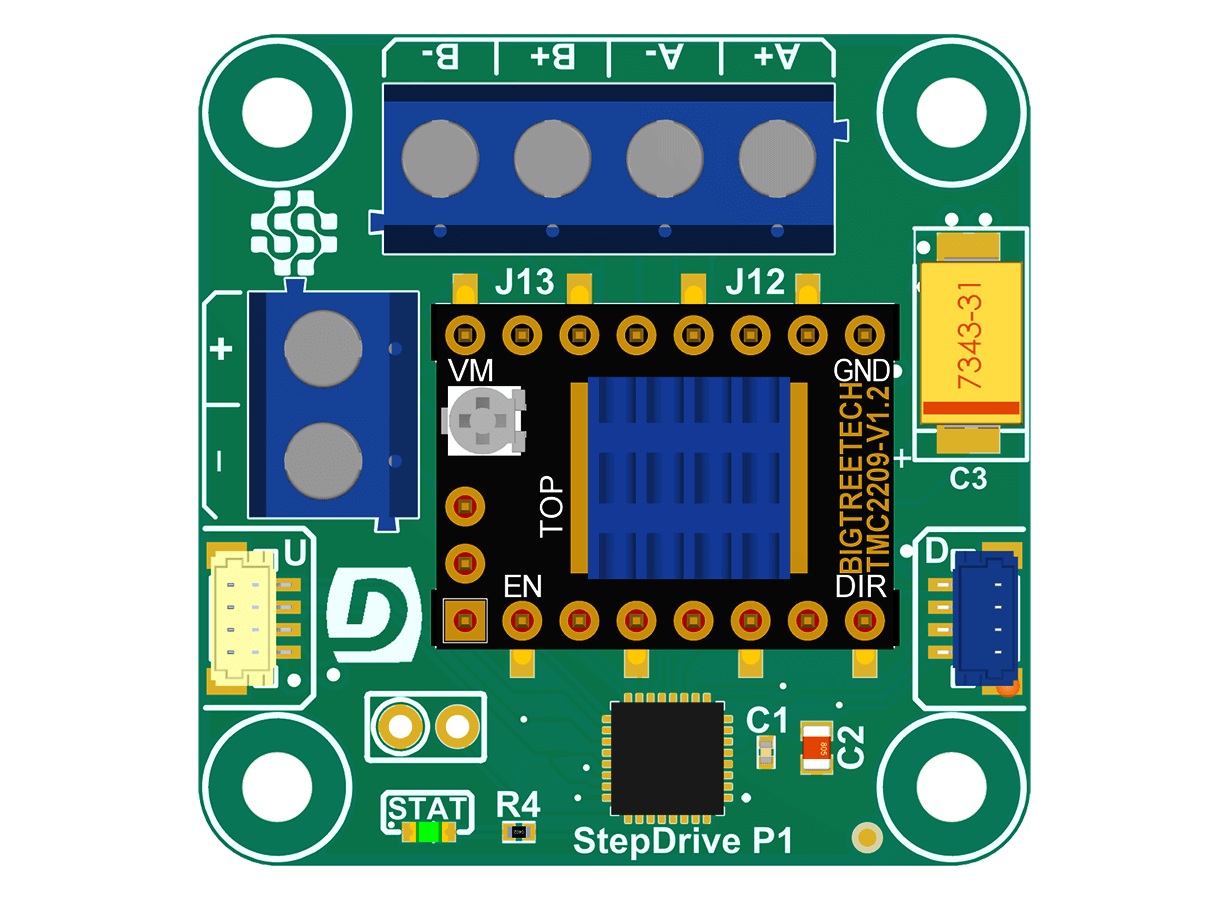 B- B+ A- A+
J13 J12
+
-
VM GND
7343-31
BIGTREETECH
TMC2209-V1.2
TOP
+
C3
U
D
EN DIR
D
C1
C2
805
STAT
R4
StepDrive P1